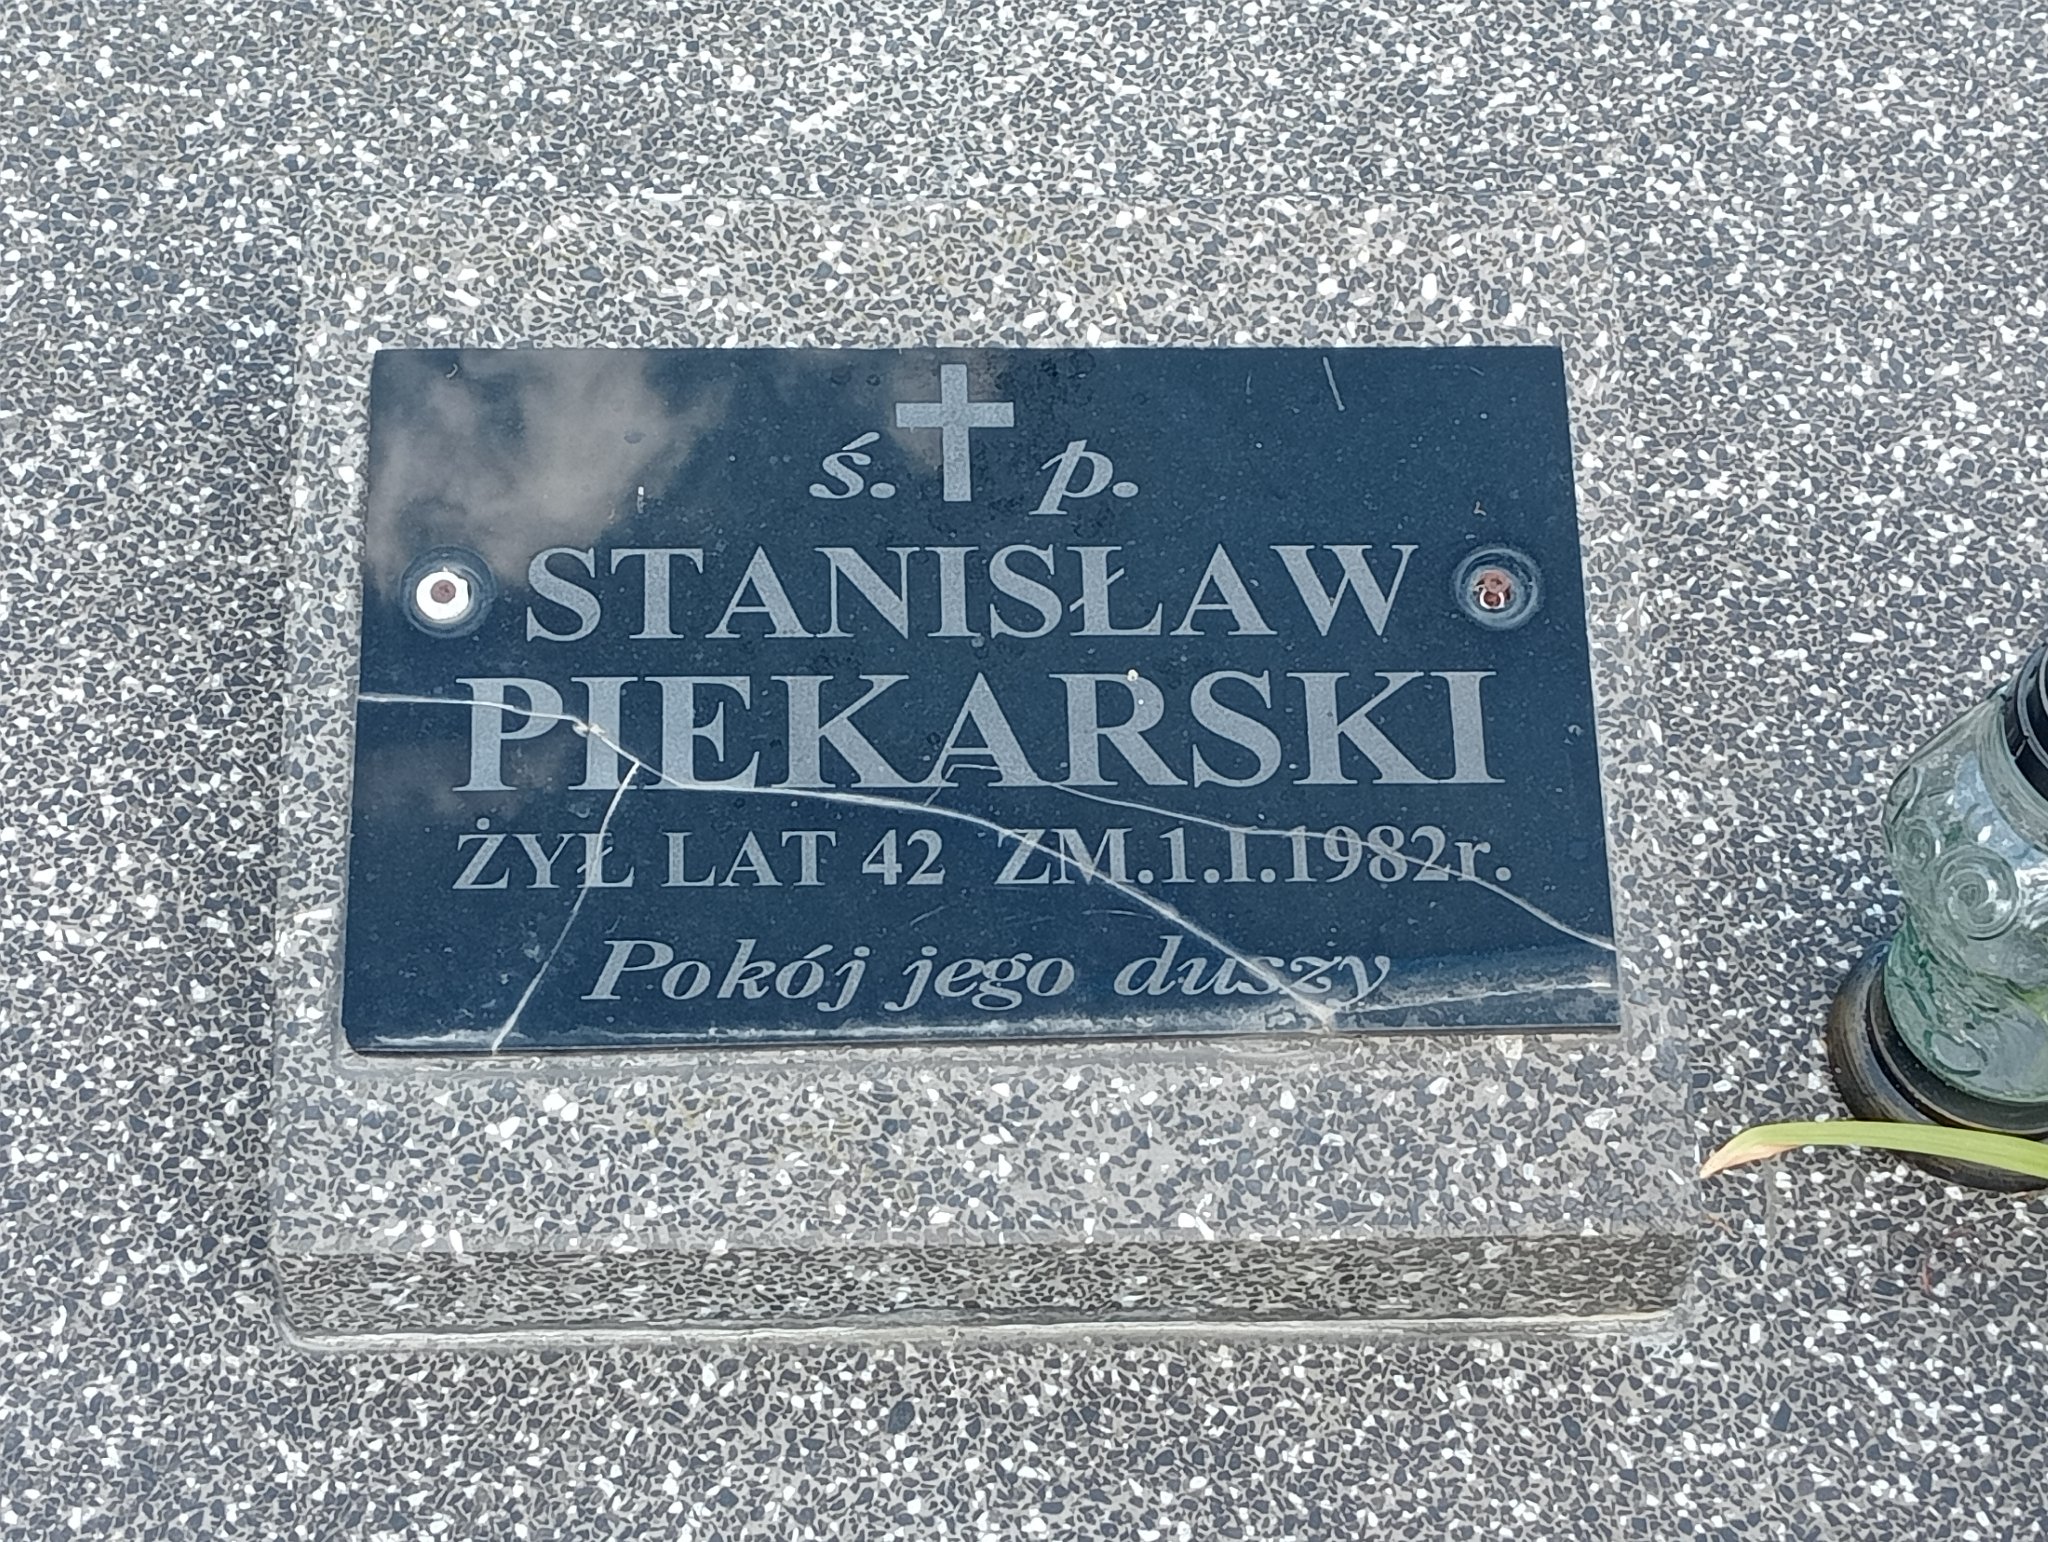 ś. p.
STANISŁAW
PIEKARSKI
ŻYŁ LAT 42 ZM.1.I.1982r.
Pokój jego duszy